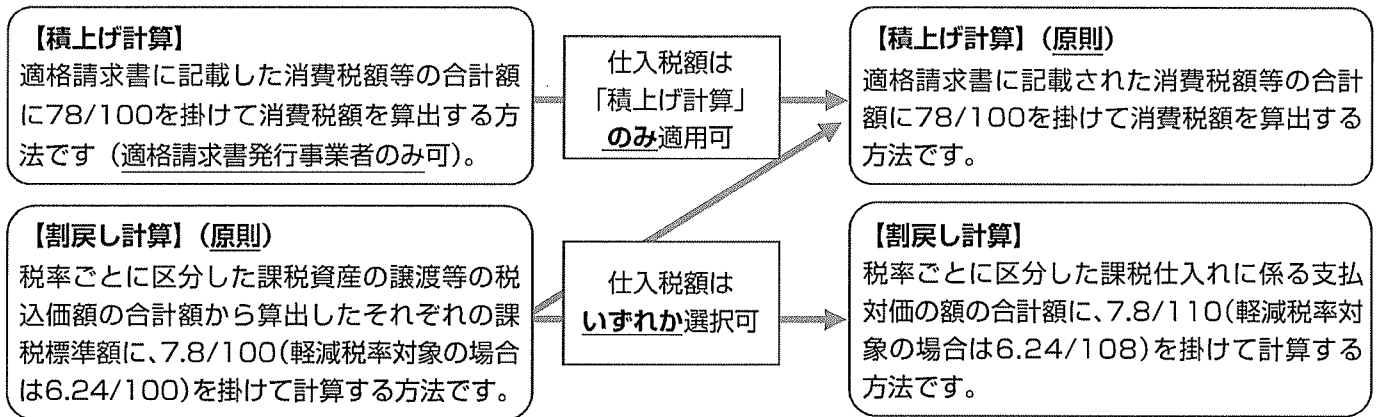 【積上げ計算】
適格請求書に記載した消費税額等の合計額
に78/100を掛けて消費税額を算出する方
法です（適格請求書発行事業者のみ可）。
仕入税額は
「積上げ計算」
のみ適用可
【積上げ計算】（原則）
適格請求書に記載された消費税額等の合計
額に78/100を掛けて消費税額を算出する
方法です。
【割戻し計算】（原則）
税率ごとに区分した課税資産の譲渡等の税
込価額の合計額から算出したそれぞれの課
税標準額に、7.8/100（軽減税率対象の場合
は6.24/100）を掛けて計算する方法です。
仕入税額は
いずれか選択可
【割戻し計算】
税率ごとに区分した課税仕入れに係る支払
対価の額の合計額に、7.8/110（軽減税率対
象の場合は6.24/108）を掛けて計算する
方法です。